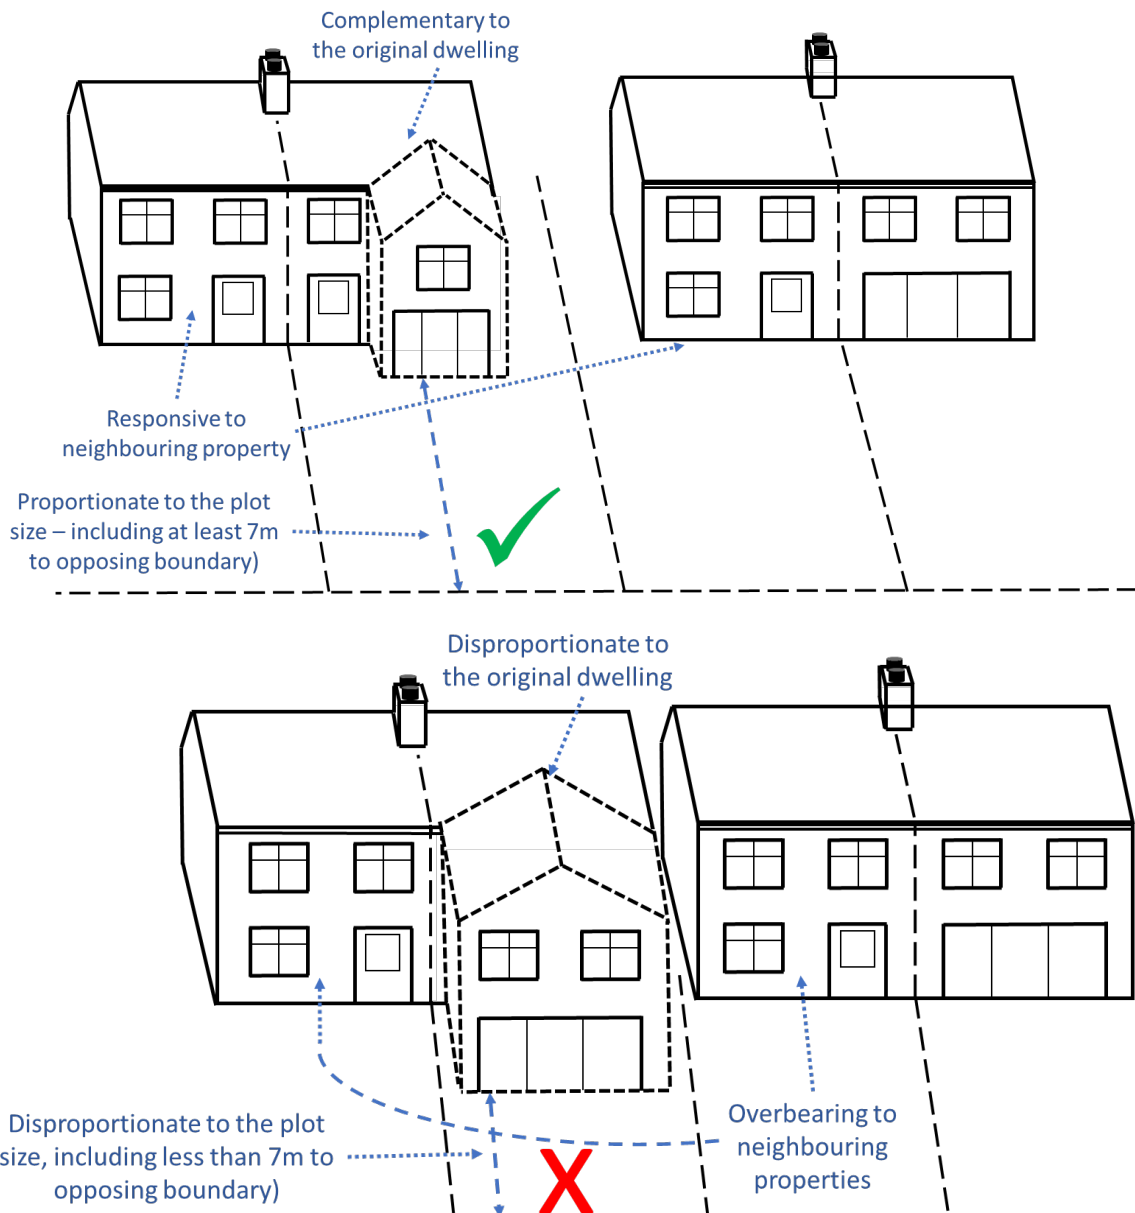 Complementary to
the original dwelling
Responsive to
neighbouring property
Proportionate to the plot
size – including at least 7m
to opposing boundary)
Disproportionate to
the original dwelling
Disproportionate to the plot
size, including less than 7m to
opposing boundary)
Overbearing to
neighbouring
properties
X